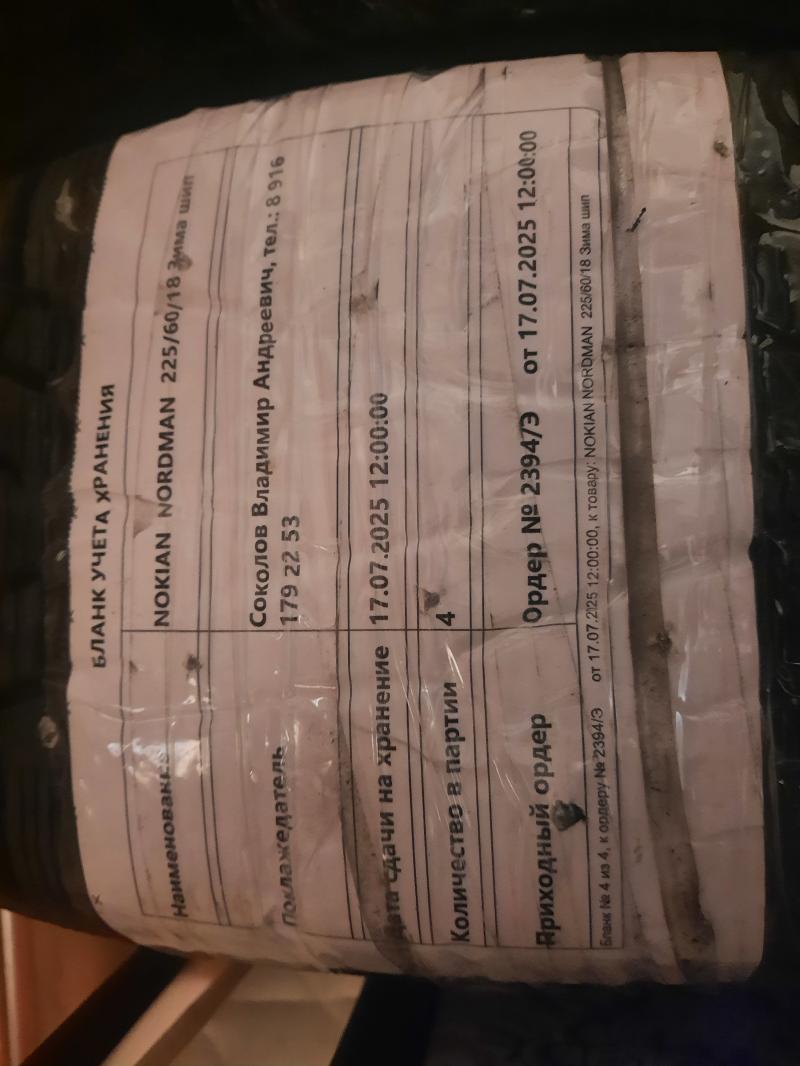 БЛАНК УЧЕТА ХРАНЕНИЯ
Наименование NOKIAN NORDMAN 225/60/18 Зима шип
Поклажедатель Соколов Владимир Андреевич, тел.: 8 916
179 22 53
Дата сдачи на хранение 17.07.2025 12:00:00
Количество в партии 4
Приходный ордер Ордер № 2394/Э от 17.07.2025 12:00:00
Бланк № 4 из 4, к ордеру № 2394/Э от 17.07.2025 12:00:00, к товару: NOKIAN NORDMAN 225/60/18 Зима шип